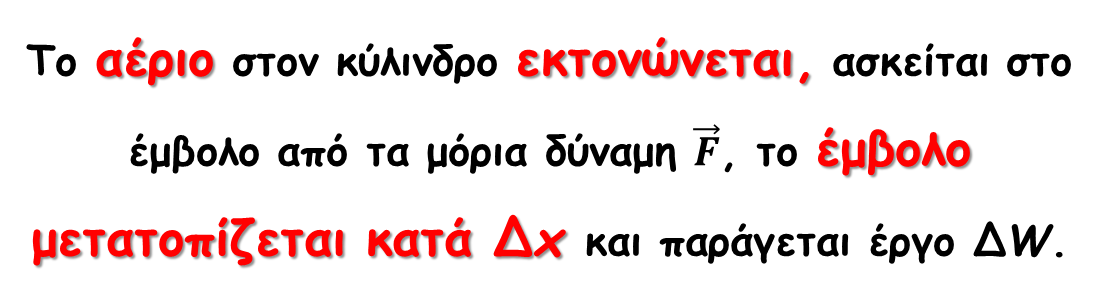 Το αέριο στον κύλινδρο εκτονώνεται, ασκείται στο
έμβολο από τα μόρια δύναμη \(\vec{F}\), το έμβολο
μετατοπίζεται κατά Δx και παράγεται έργο ΔW.